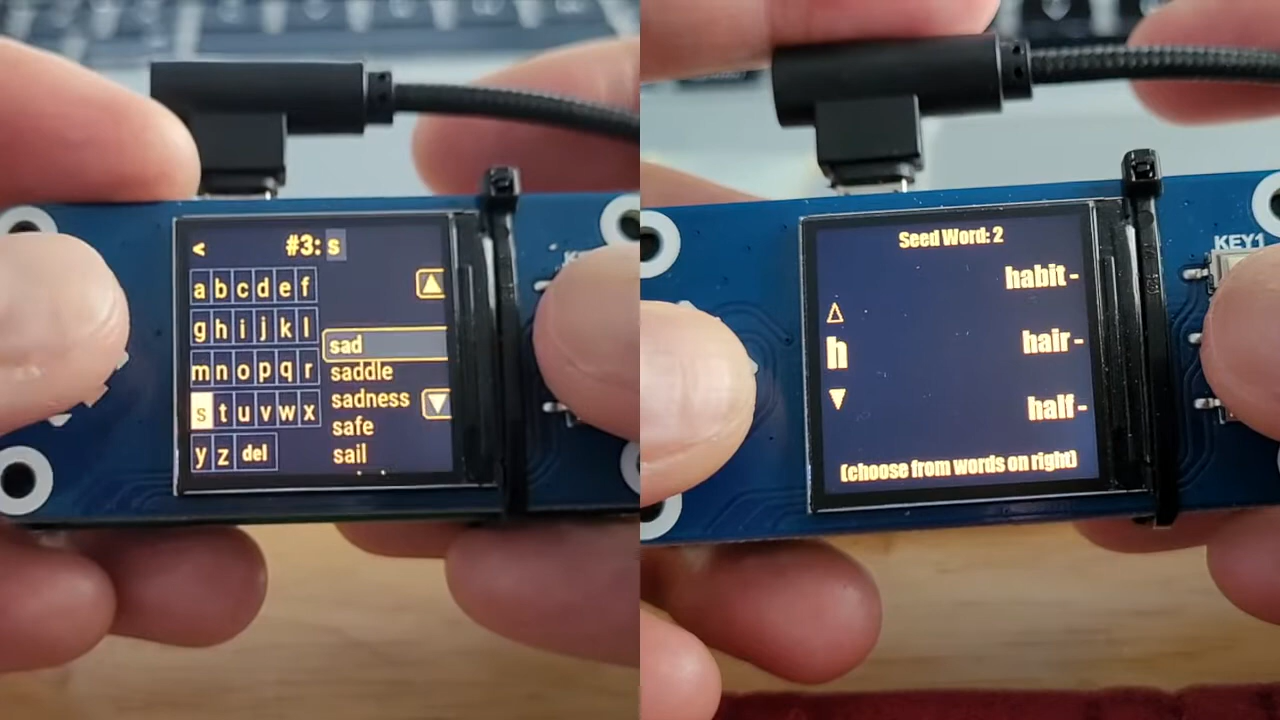 < #3: s
a b c d e f
g h i j k l
m n o p q r
s t u v w x
y z del
sad
saddle
sadness
safe
sail
Seed Word: 2
habit -
hair -
h
half -
(choose from words on right)
KEY1